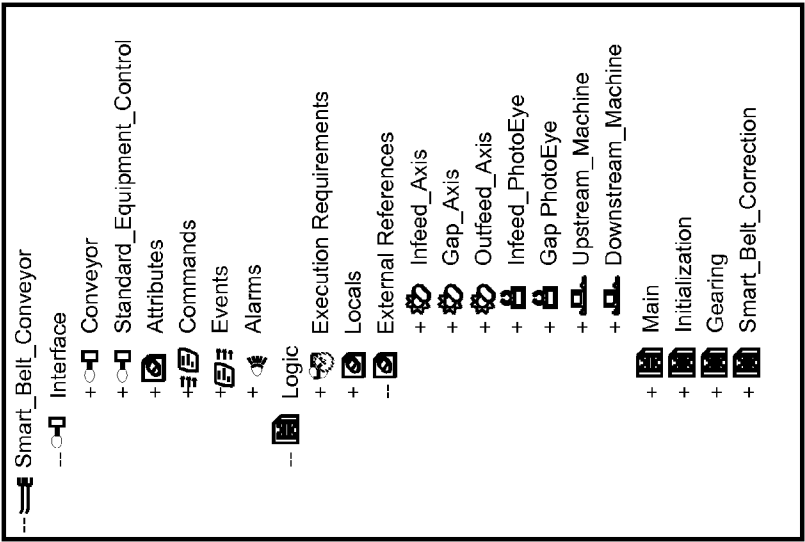 -- Smart_Belt_Conveyor
-- Interface
+ Conveyor
+ Standard_Equipment_Control
+ Attributes
+ Commands
+ Events
+ Alarms
-- Logic
+ Execution Requirements
+ Locals
-- External References
+ Infeed_Axis
+ Gap_Axis
+ Outfeed_Axis
+ Infeed_PhotoEye
+ Gap PhotoEye
+ Upstream_Machine
+ Downstream_Machine
+ Main
+ Initialization
+ Gearing
+ Smart_Belt_Correction